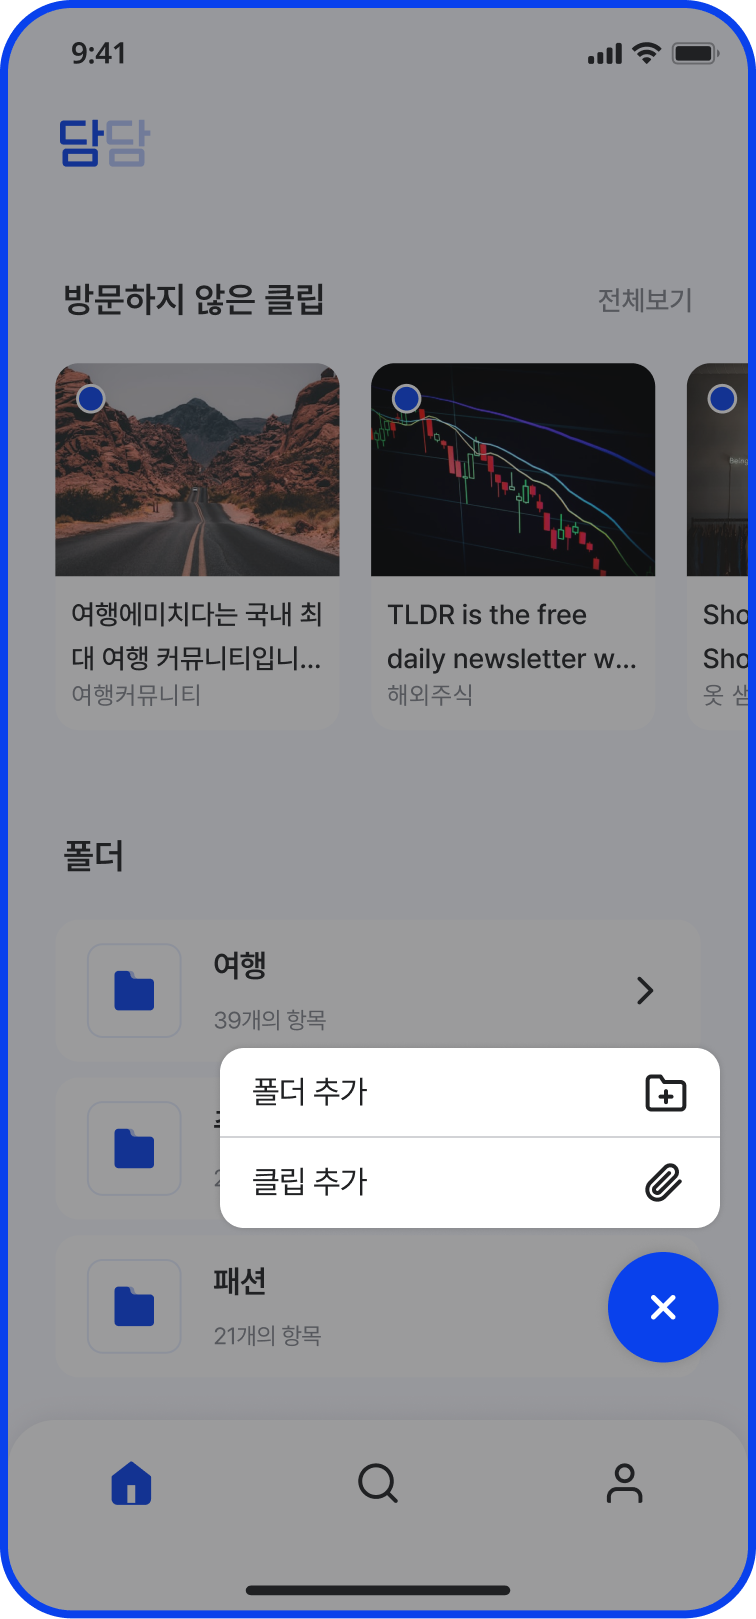 9:41
담담
방문하지 않은 클립
전체보기
여행에미치다는 국내 최
대 여행 커뮤니티입니...
여행커뮤니티
TLDR is the free
daily newsletter w...
해외주식
Sho
Sho
옷
폴더
여행
39개의 항목
폴더 추가
클립 추가
패션
21개의 항목